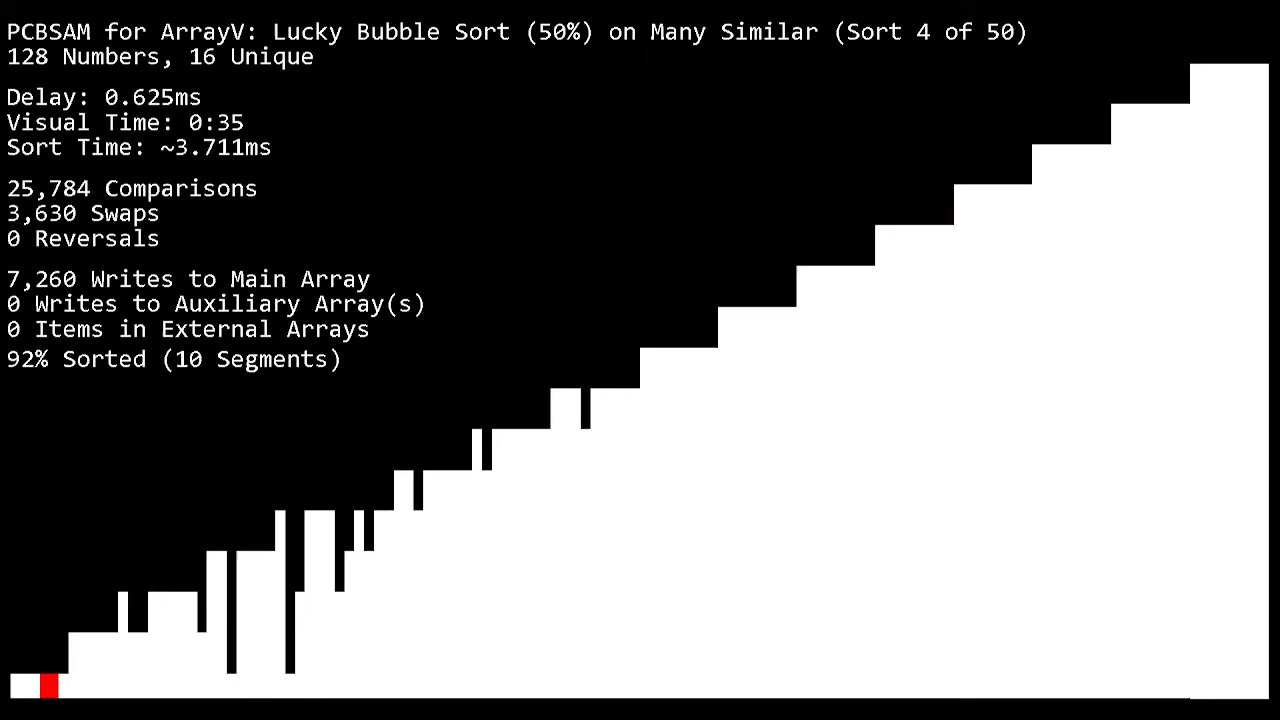 PCBSAM for ArrayV: Lucky Bubble Sort (50%) on Many Similar (Sort 4 of 50)
128 Numbers, 16 Unique
Delay: 0.625ms
Visual Time: 0:35
Sort Time: ~3.711ms
25,784 Comparisons
3,630 Swaps
0 Reversals
7,260 Writes to Main Array
0 Writes to Auxiliary Array(s)
0 Items in External Arrays
92% Sorted (10 Segments)